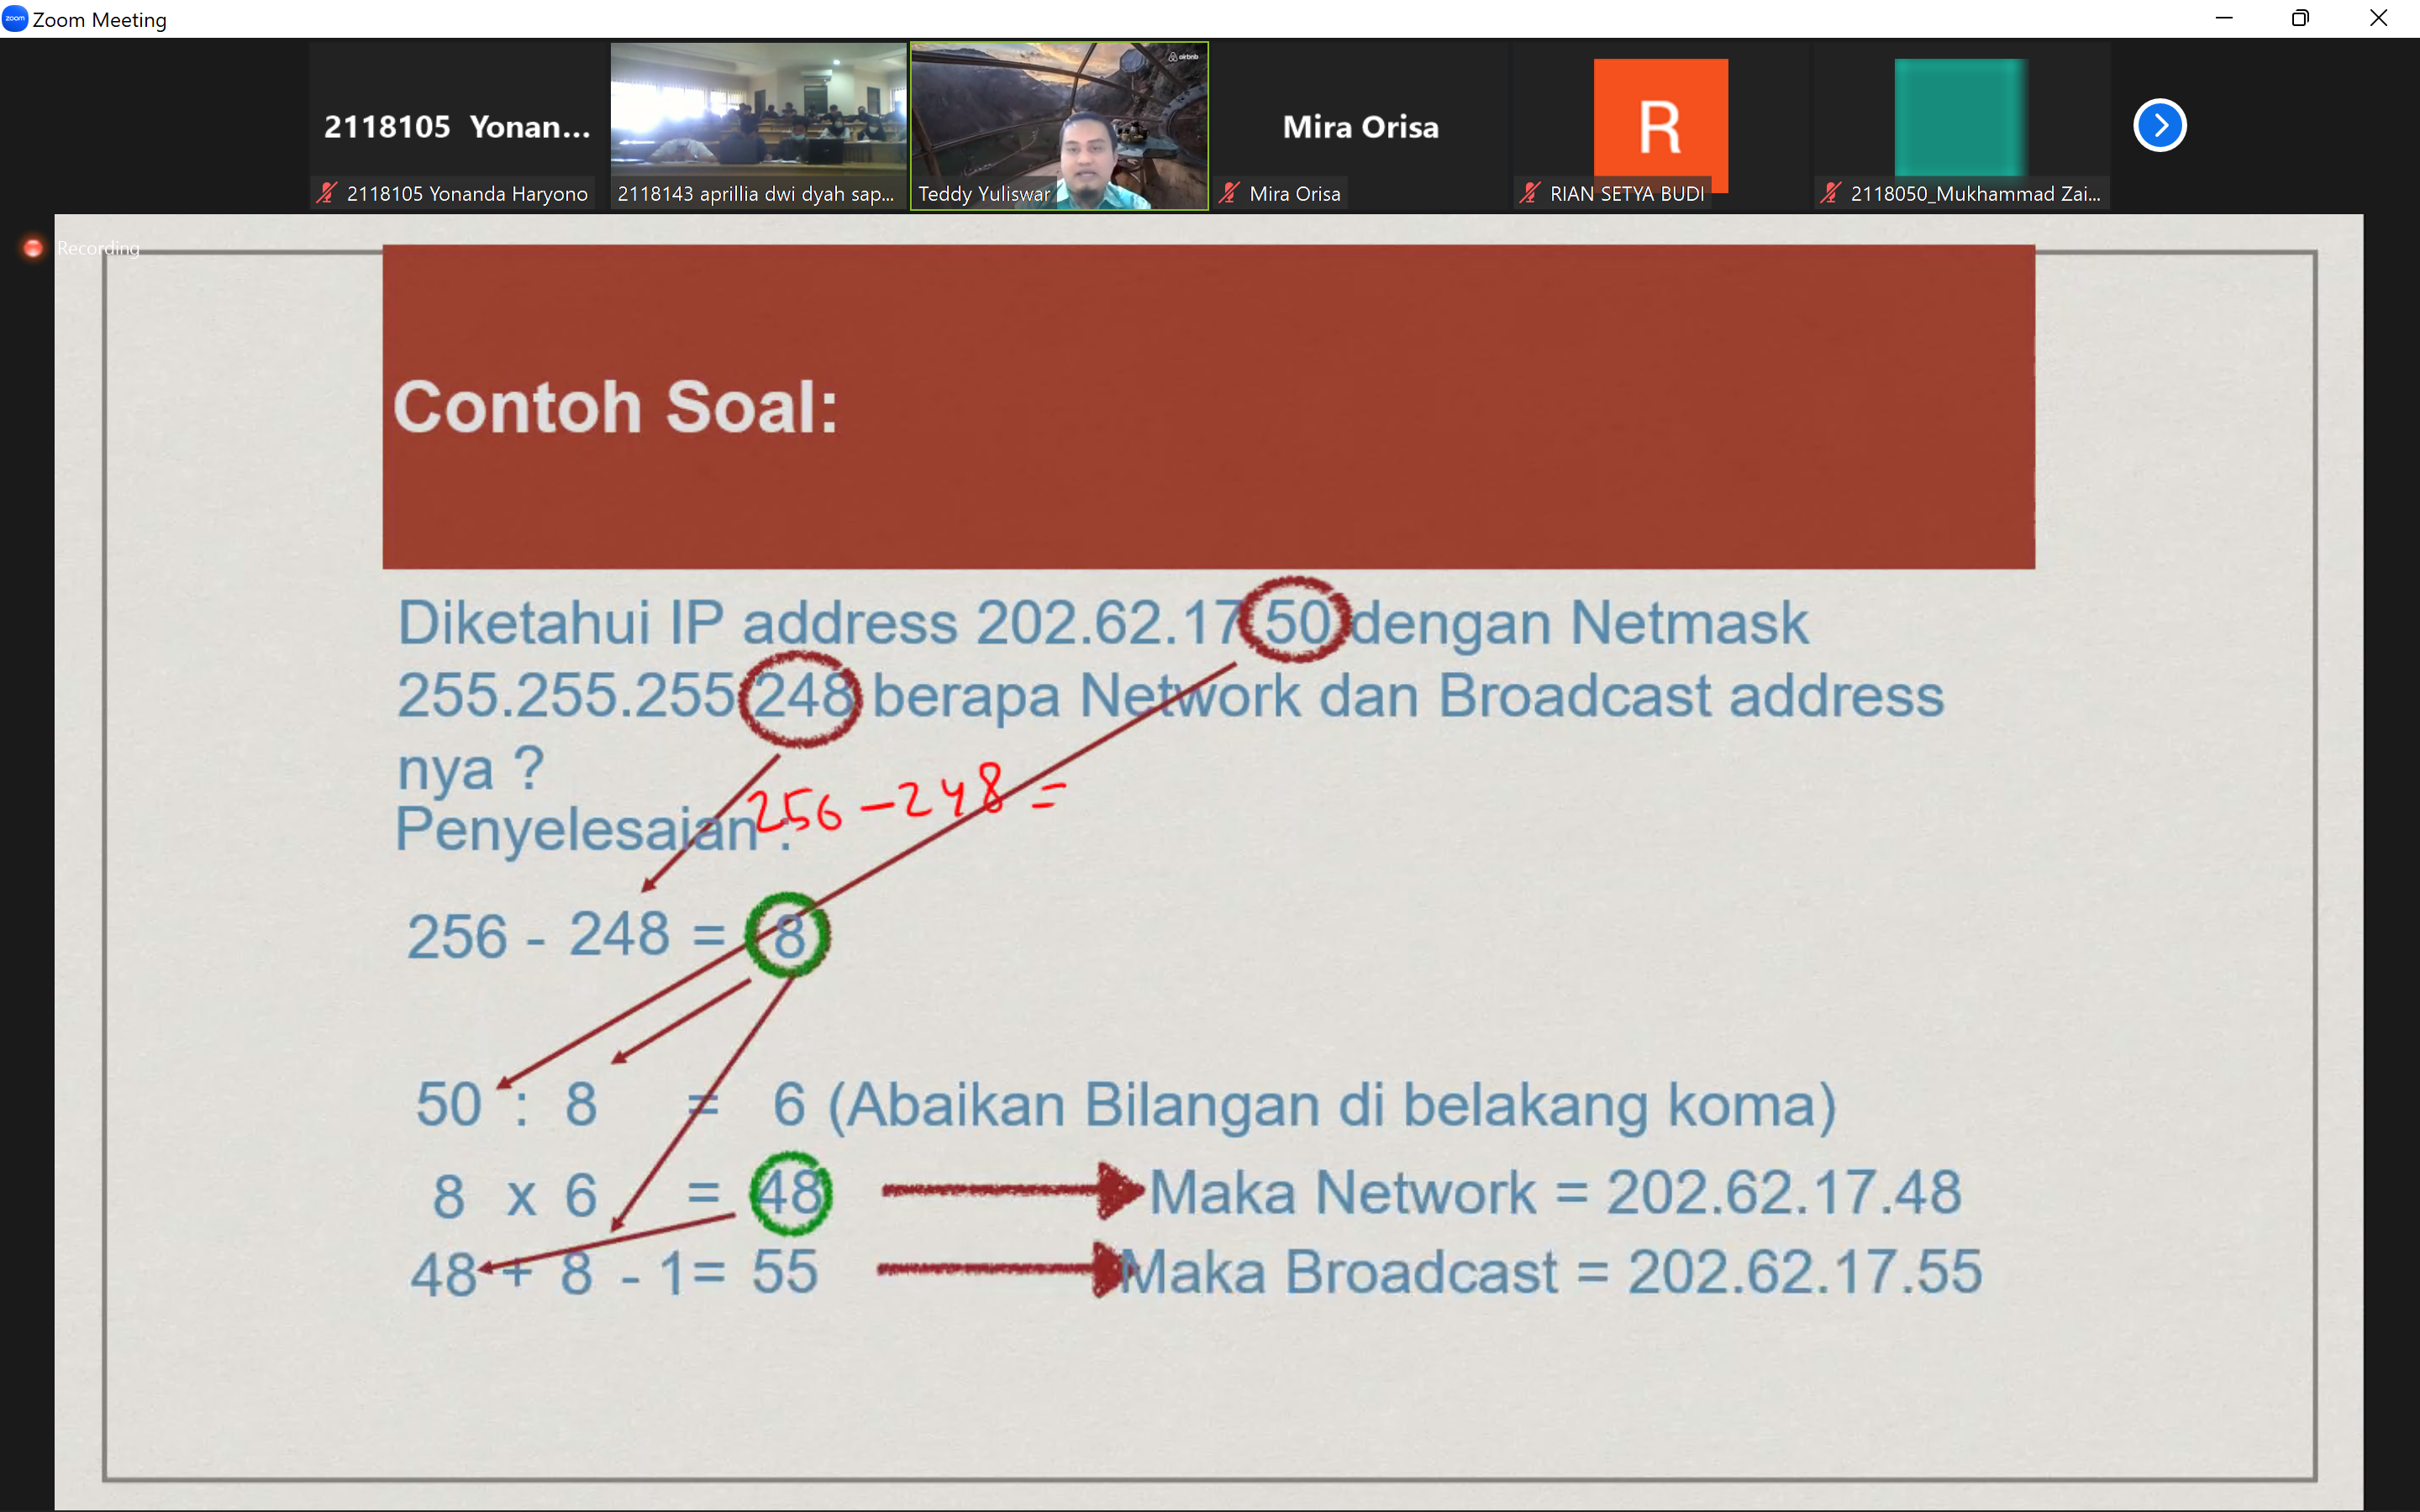 zoom Zoom Meeting
2118105 Yonan...
2118105 Yonanda Haryono
2118143 aprillia dwi dyah sap...
airbnb
Teddy Yuliswar
Mira Orisa
Mira Orisa
R
RIAN SETYA BUDI
2118050_Mukhammad Zai...
Recording
Contoh Soal:
Diketahui IP address 202.62.17.50 dengan Netmask
255.255.255.248 berapa Network dan Broadcast address
nya ?
256 - 248 =
Penyelesaian :
256 - 248 = 8
50 : 8 = 6 (Abaikan Bilangan di belakang koma)
8 x 6 = 48 Maka Network = 202.62.17.48
48 + 8 - 1= 55 Maka Broadcast = 202.62.17.55